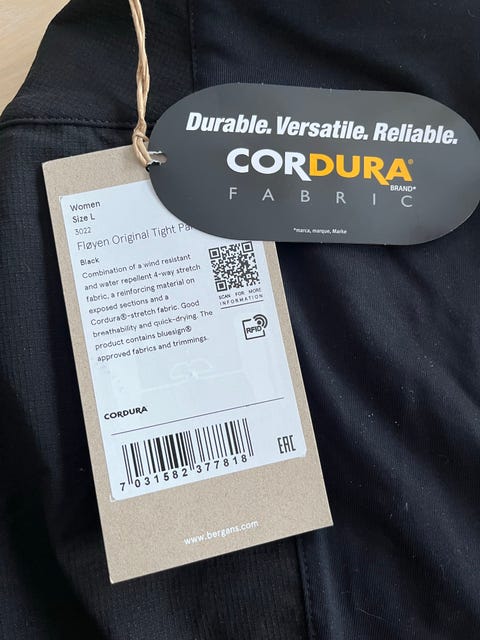 Durable. Versatile. Reliable.
CORDURA®
BRAND*
FABRIC
*marca, marque, Marke
Women
Size L
3022
Fløyen Original Tight
Black
Combination of a wind resistant
and water repellent 4-way stretch
fabric, a reinforcing material on
exposed sections and a
Cordura®-stretch fabric. Good
breathability and quick-drying. The
product contains bluesign®
approved fabrics and trimmings.
SCAN FOR MORE
INFORMATION
RFID
CORDURA
7 031582 377818
EAC
www.bergans.com